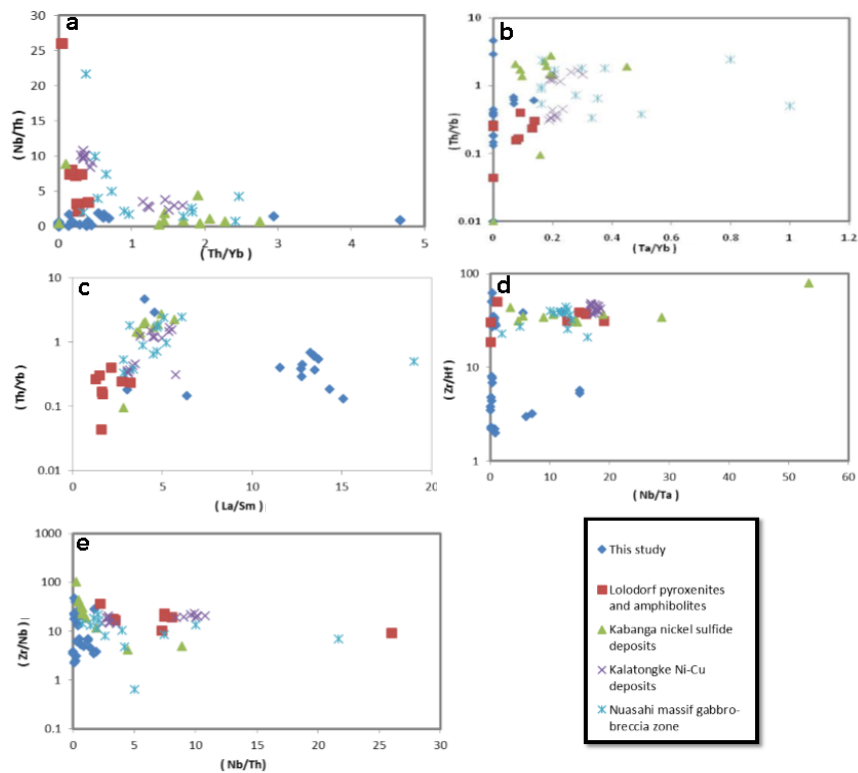 a
30
25
20
15
10
5
0
(Nb/Th)
0 1 2 3 4 5
(Th/Yb)
b
10
1
0.1
0.01
(Th/Yb)
0 0.2 0.4 0.6 0.8 1 1.2
(Ta/Yb)
c
10
1
0.1
0.01
(Th/Yb)
0 5 10 15 20
(La/Sm)
d
100
10
1
(Zr/Hf)
0 10 20 30 40 50 60
(Nb/Ta)
e
1000
100
10
1
0.1
(Zr/Nb)
0 10 20 30
(Nb/Th)
This study
Lolodorf pyroxenites
and amphibolites
Kabanga nickel sulfide
deposits
Kalatongke Ni-Cu
deposits
Nuasahi massif gabbro-
breccia zone